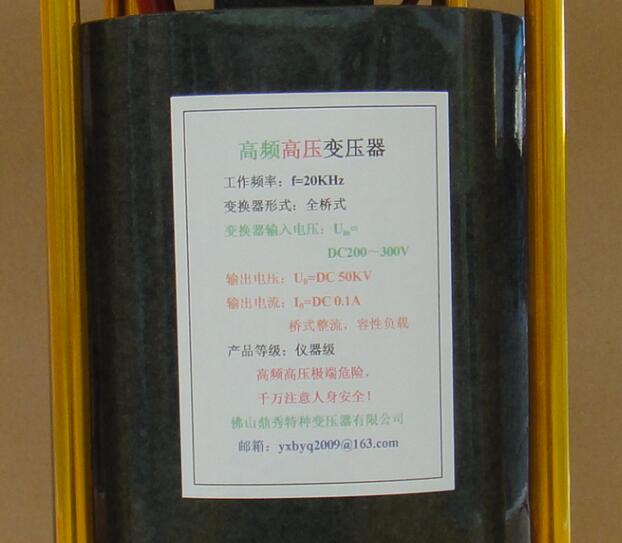 高频高压变压器
工作频率：f=20KHz
变换器形式：全桥式
变换器输入电压：Uin=
DC200～300V
输出电压：U0=DC 50KV
输出电流：I0=DC 0.1A
桥式整流，容性负载
产品等级：仪器级
高频高压极端危险，
千万注意人身安全！
佛山鼎秀特种变压器有限公司
邮箱：yxbyq2009@163.com